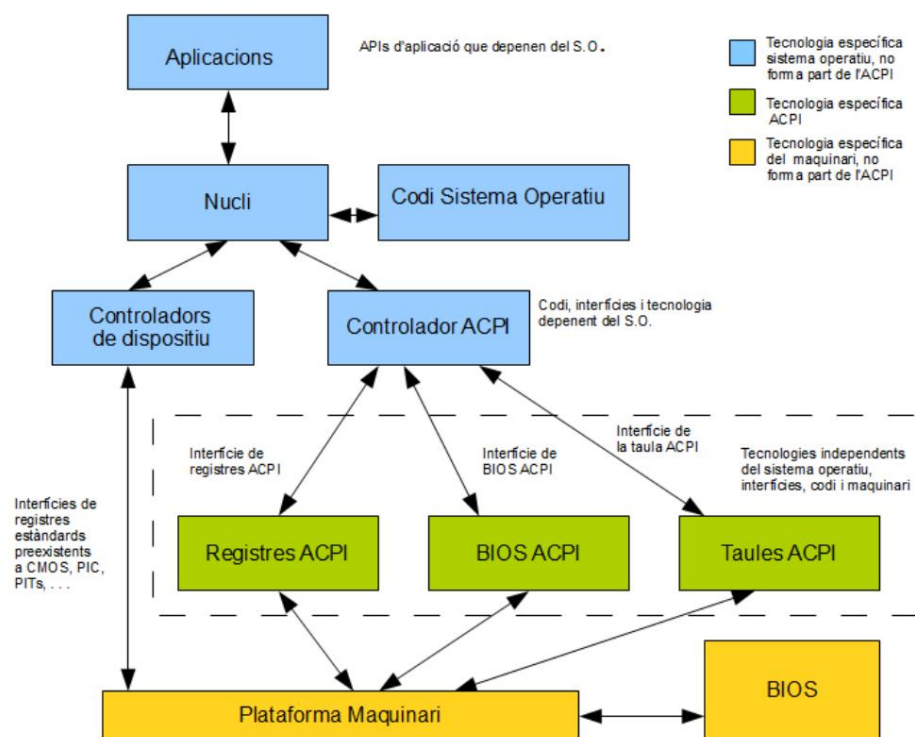 Aplicacions
APIs d'aplicació que depenen del S.O.
Tecnologia específica
sistema operatiu, no
forma part de l'ACPI
Tecnologia específica
ACPI
Tecnologia específica
del maquinari, no
forma part de l'ACPI
Nucli
Codi Sistema Operatiu
Controladors
de dispositiu
Controlador ACPI
Codi, interfícies i tecnologia
depenent del S.O.
Interfície de
registres ACPI
Interfície de
BIOS ACPI
Interfície de
la taula ACPI
Tecnologies independents
del sistema operatiu,
interfícies, codi i maquinari
Interfícies de
registres
estàndards
preexistents
a CMOS, PIC,
PITs, . . .
Registres ACPI
BIOS ACPI
Taules ACPI
Plataforma Maquinari
BIOS